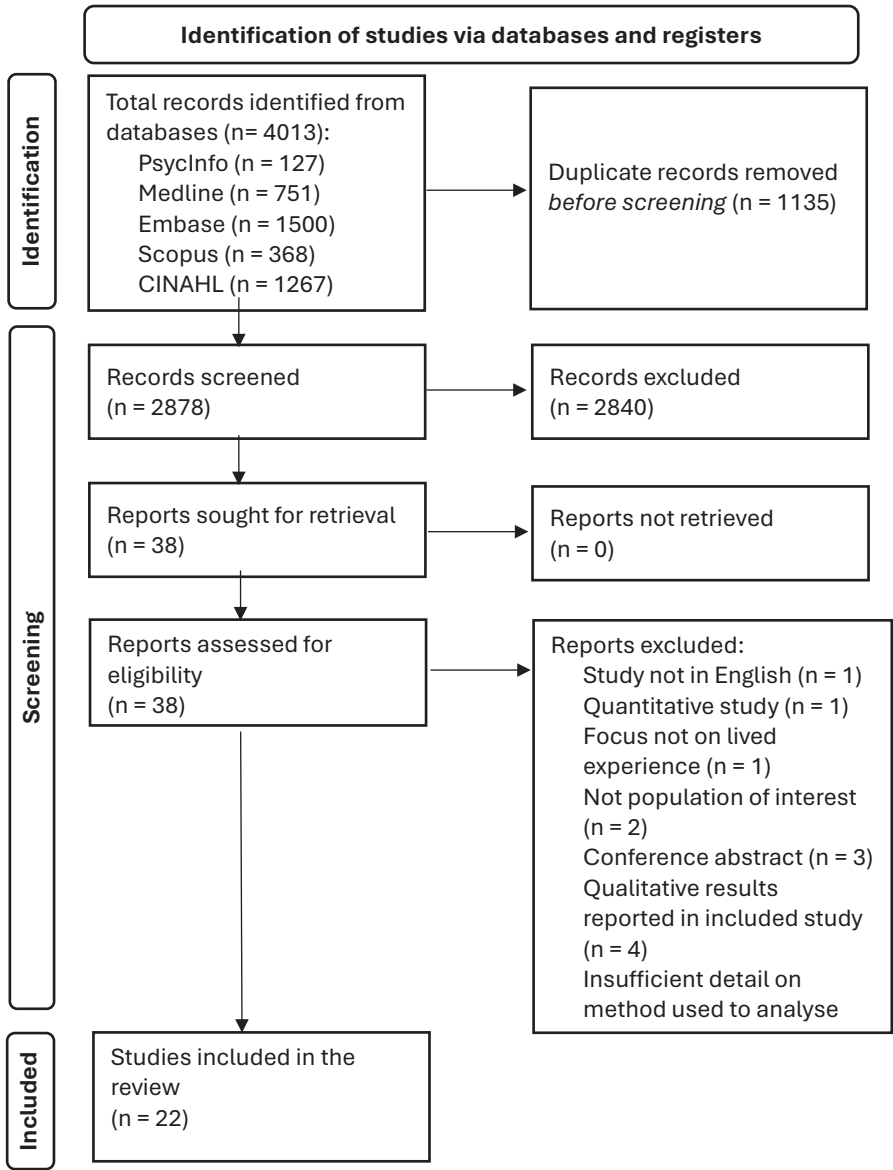 Identification of studies via databases and registers
Identification
Total records identified from
databases (n= 4013):
PsycInfo (n = 127)
Medline (n = 751)
Embase (n = 1500)
Scopus (n = 368)
CINAHL (n = 1267)
Duplicate records removed
before screening (n = 1135)
Screening
Records screened
(n = 2878)
Records excluded
(n = 2840)
Reports sought for retrieval
(n = 38)
Reports not retrieved
(n = 0)
Reports assessed for
eligibility
(n = 38)
Reports excluded:
Study not in English (n = 1)
Quantitative study (n = 1)
Focus not on lived
experience (n = 1)
Not population of interest
(n = 2)
Conference abstract (n = 3)
Qualitative results
reported in included study
(n = 4)
Insufficient detail on
method used to analyse
Included
Studies included in the
review
(n = 22)